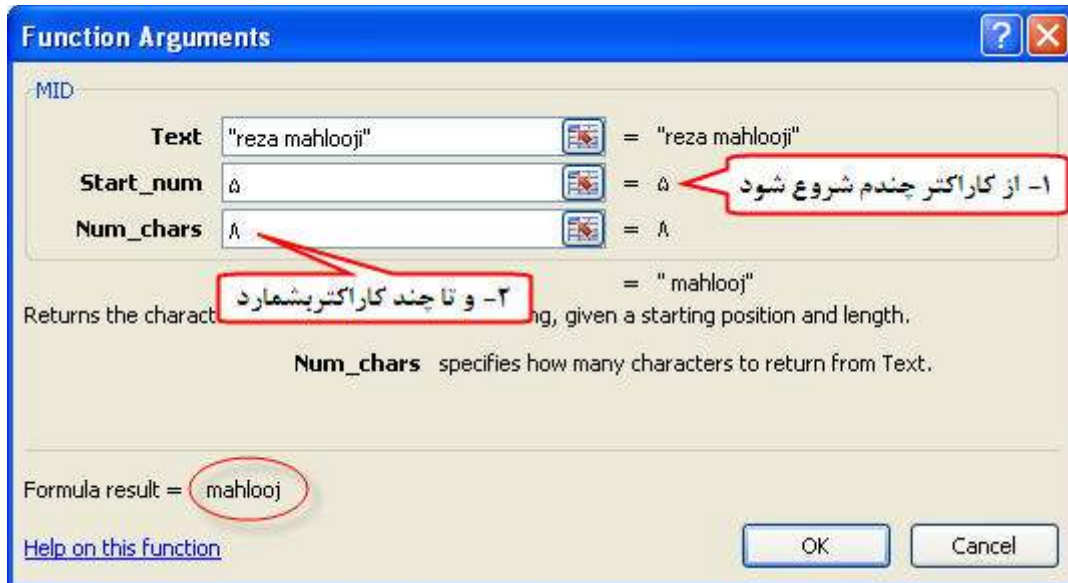 Function Arguments
MID
Text "reza mahlooji" = "reza mahlooji"
Start_num ۵ = ۵
۱- از کاراکتر چندم شروع شود
Num_chars ۸ = ۸
= " mahlooj"
۲- و تا چند کاراکتربشمارد
Returns the charact ng, given a starting position and length.
Num_chars specifies how many characters to return from Text.
Formula result = mahlooj
Help on this function
OK Cancel